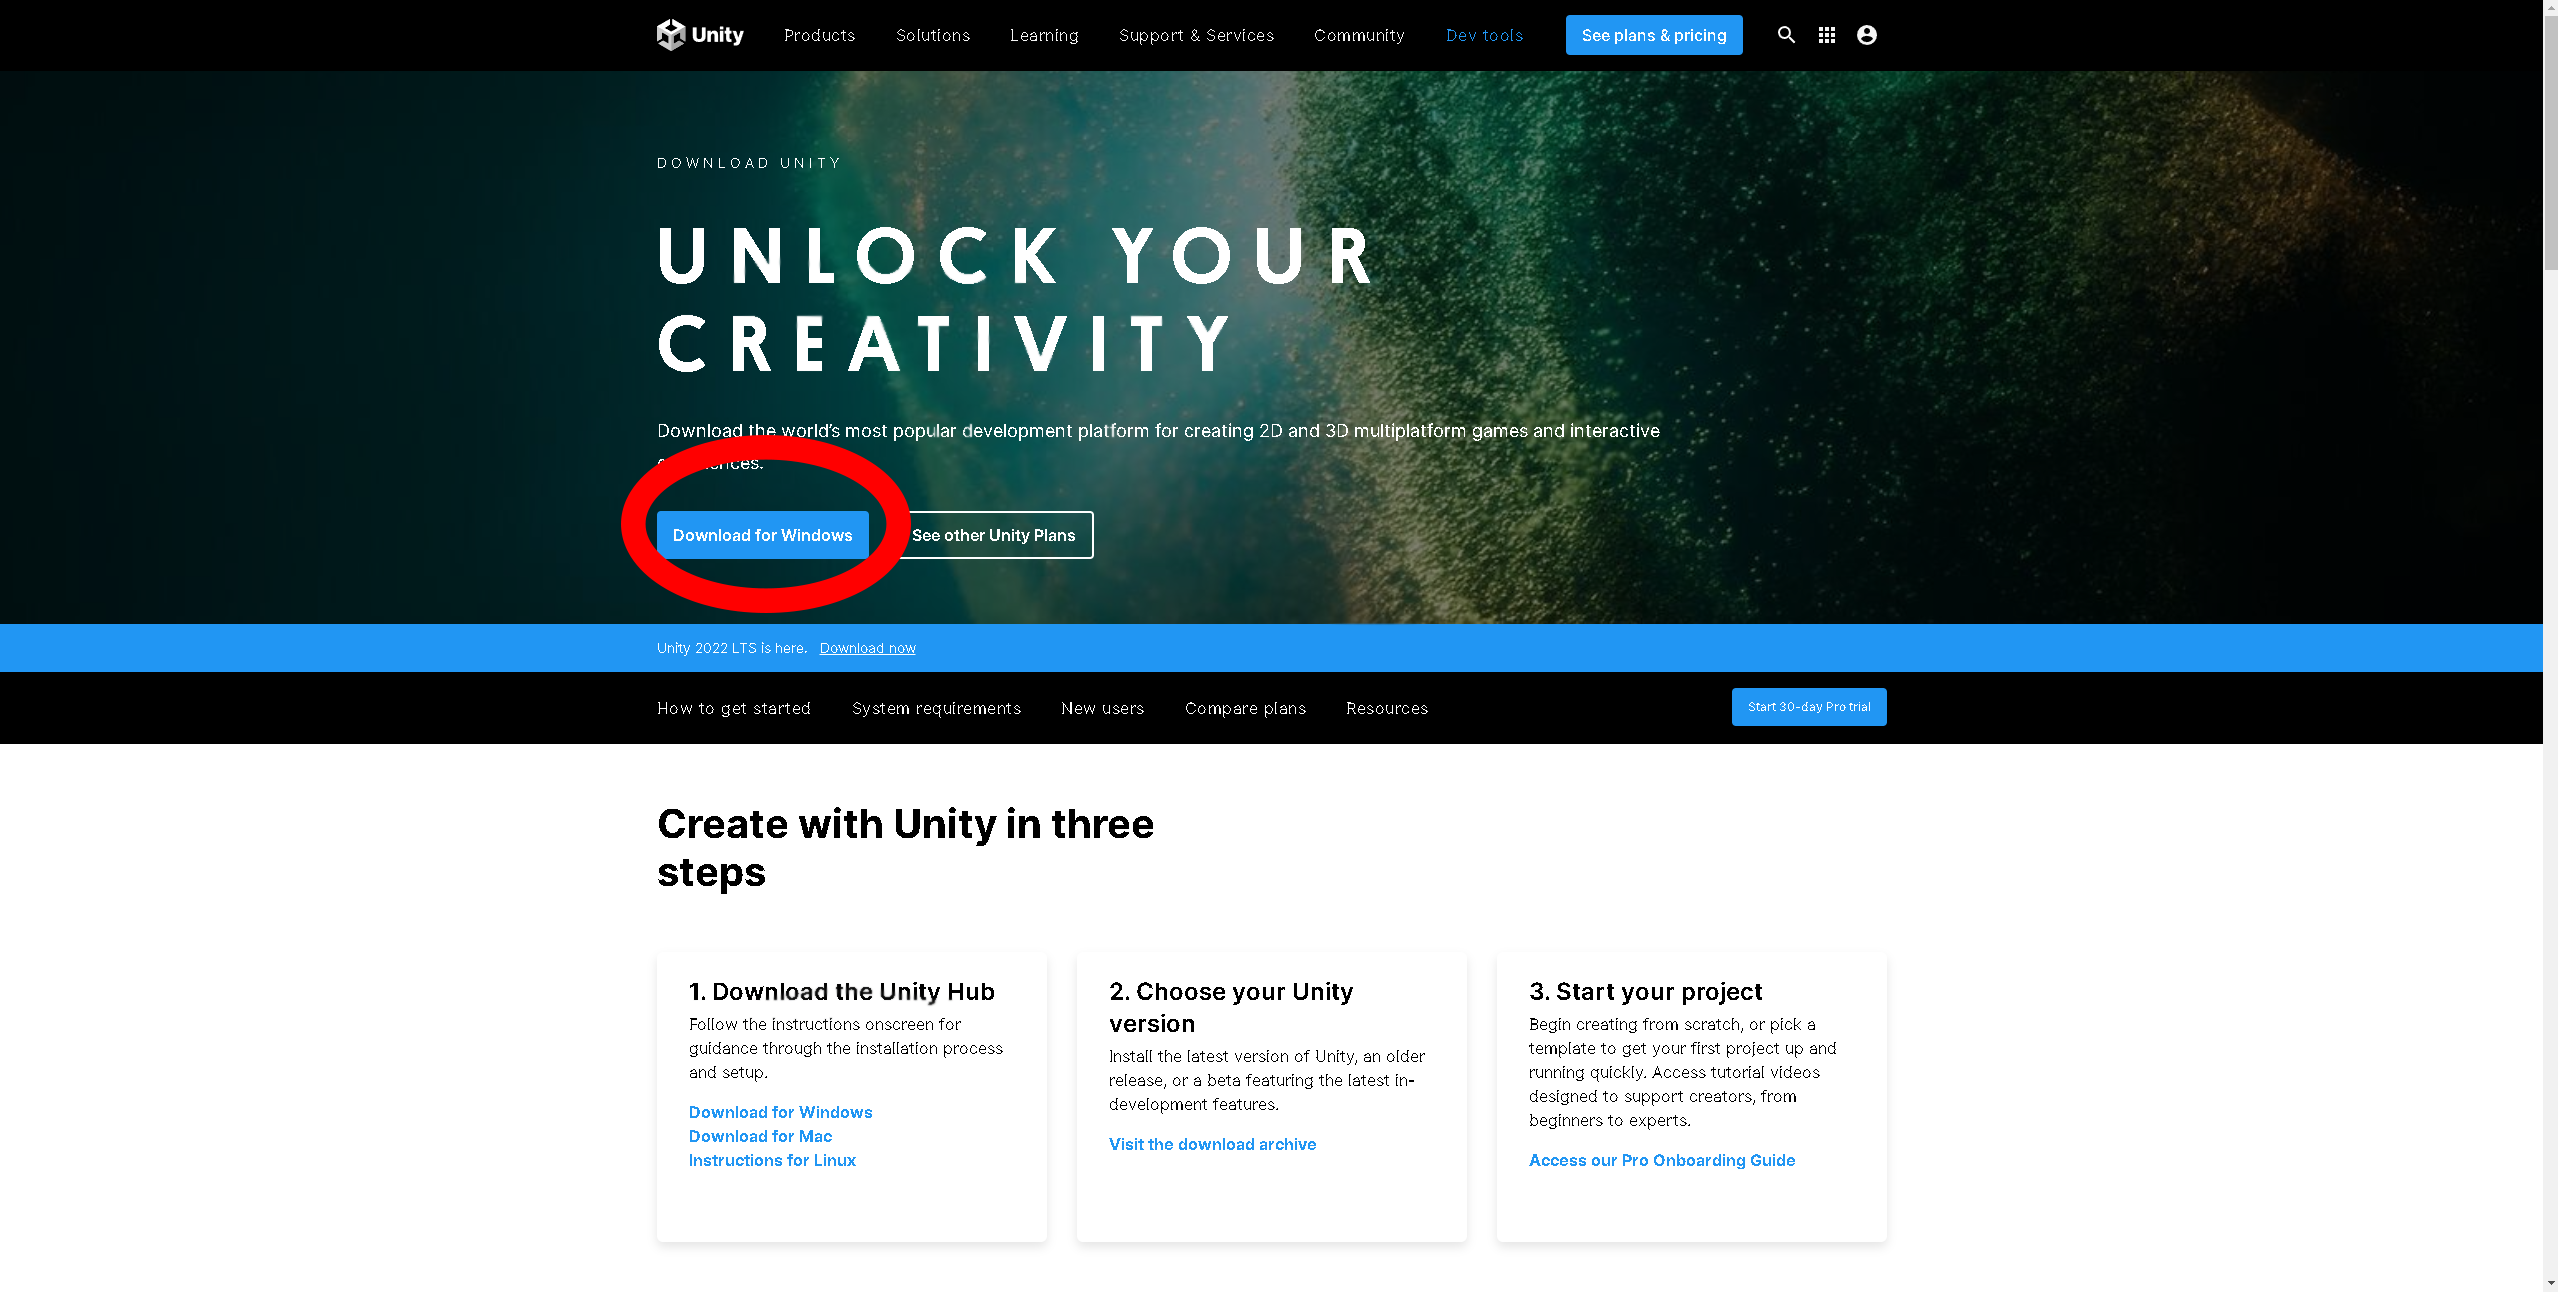 Unity
Products
Solutions
Learning
Support & Services
Community
Dev tools
See plans & pricing
DOWNLOAD UNITY
UNLOCK YOUR
CREATIVITY
Download the world's most popular development platform for creating 2D and 3D multiplatform games and interactive
Download for Windows
See other Unity Plans
Unity 2022 LTS is here. Download now
How to get started
System requirements
New users
Compare plans
Resources
Start 30-day Pro trial
Create with Unity in three
steps
1. Download the Unity Hub
Follow the instructions onscreen for
guidance through the installation process
and setup.
Download for Windows
Download for Mac
Instructions for Linux
2. Choose your Unity
version
Install the latest version of Unity, an older
release, or a beta featuring the latest in-
development features.
Visit the download archive
3. Start your project
Begin creating from scratch, or pick a
template to get your first project up and
running quickly. Access tutorial videos
designed to support creators, from
beginners to experts.
Access our Pro Onboarding Guide